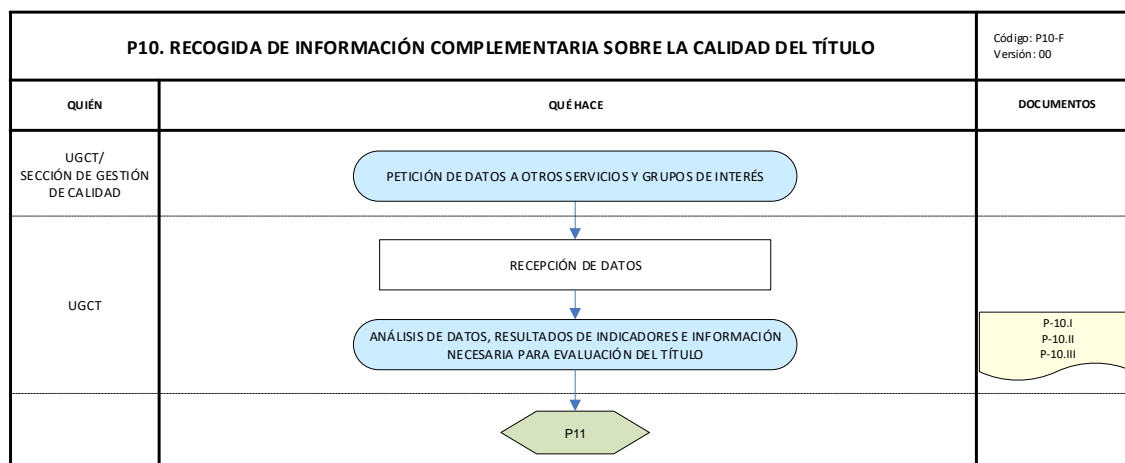 P10. RECOGIDA DE INFORMACIÓN COMPLEMENTARIA SOBRE LA CALIDAD DEL TÍTULO
Código: P10-F
Versión: 00
QUIÉN
QUÉ HACE
DOCUMENTOS
UGCT/
SECCIÓN DE GESTIÓN
DE CALIDAD
PETICIÓN DE DATOS A OTROS SERVICIOS Y GRUPOS DE INTERÉS
RECEPCIÓN DE DATOS
UGCT
ANÁLISIS DE DATOS, RESULTADOS DE INDICADORES E INFORMACIÓN
NECESARIA PARA EVALUACIÓN DEL TÍTULO
P-10.I
P-10.II
P-10.III
P11